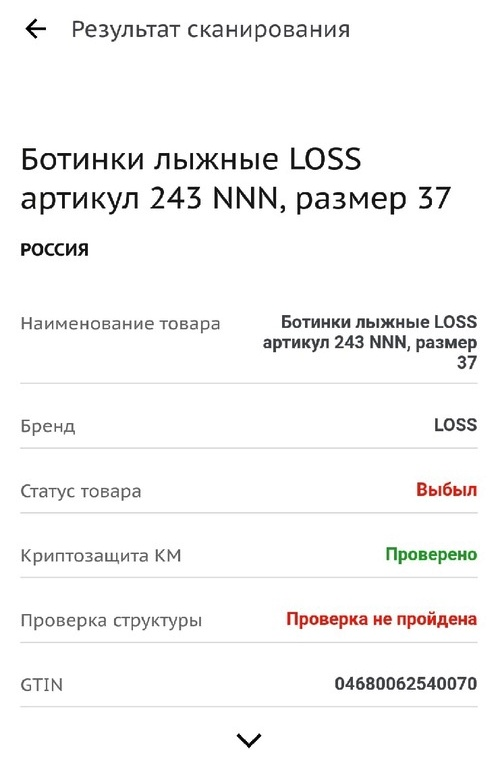 Результат сканирования
Ботинки лыжные LOSS
артикул 243 NNN, размер 37
РОССИЯ
Наименование товара
Ботинки лыжные LOSS
артикул 243 NNN, размер
37
Бренд
LOSS
Статус товара
Выбыл
Криптозащита КМ
Проверено
Проверка структуры
Проверка не пройдена
GTIN
04680062540070